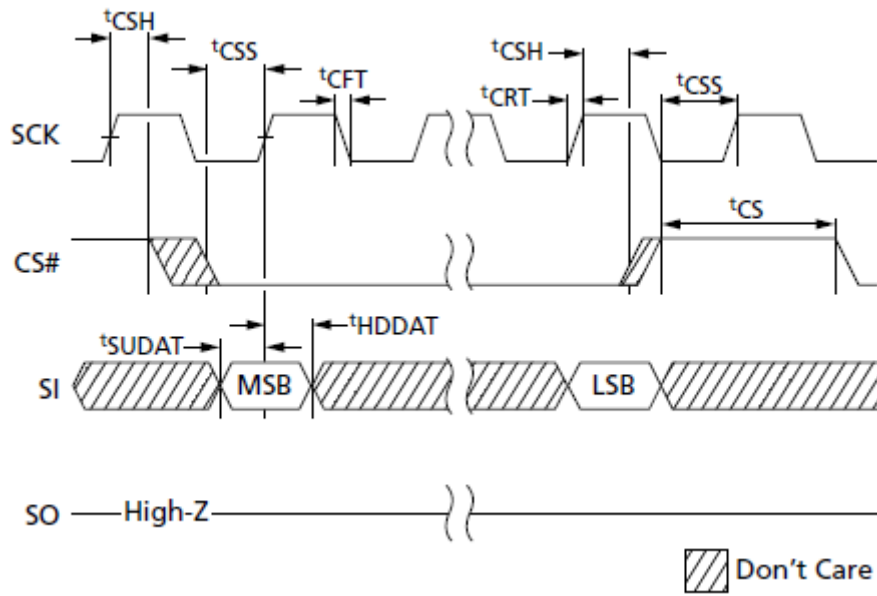 tCSH
tCSS
tCFT
tCSH
tCRT
tCSS
SCK
tCS
CS#
tSUDAT
tHDDAT
SI
MSB
LSB
SO
High-Z
Don't Care